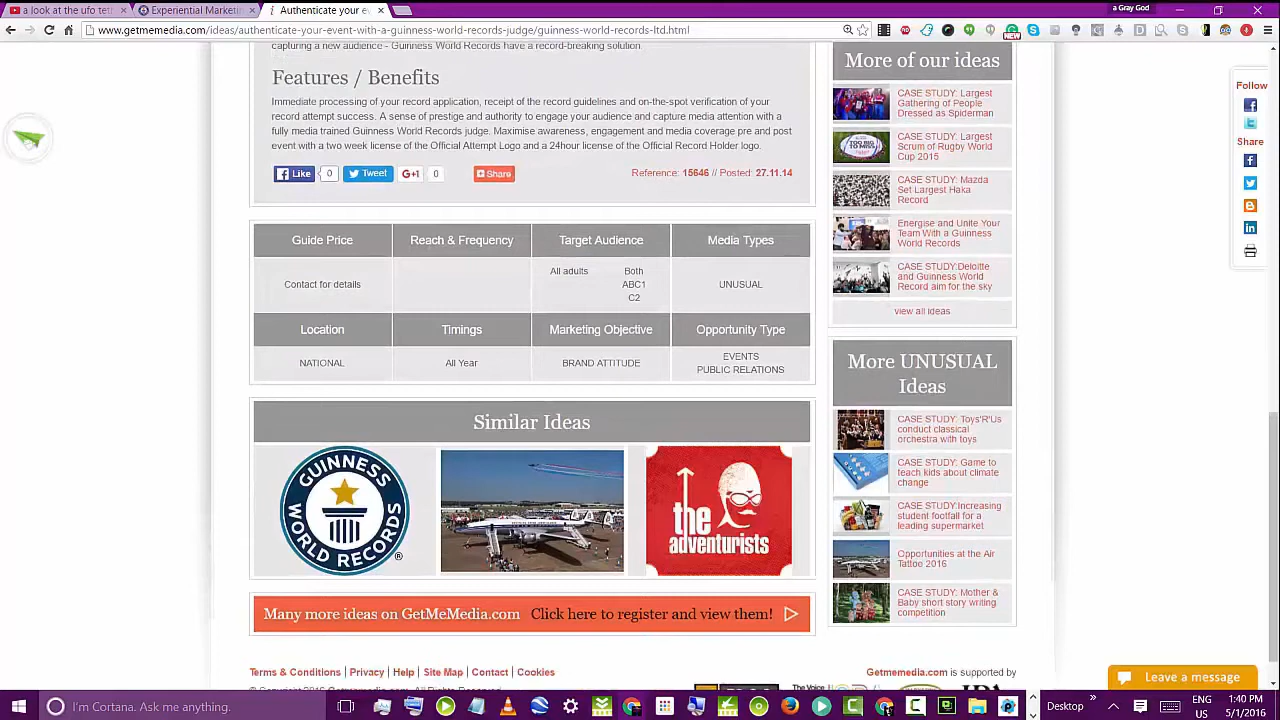 a look at the ufo teth
Experiential Marketin
Authenticate your ev
a Gray God
www.getmemedia.com/ideas/authenticate-your-event-with-a-guinness-world-records-judge/guinness-world-records-ltd.html
capture a new audience - Guinness World Records have a record-breaking solution.
Features / Benefits
Immediate processing of your record application, receipt of the record guidelines and on-the-spot verification of your
record attempt success. A sense of prestige and authority to engage your audience and capture media attention with a
fully media trained Guinness World Records judge. Maximise awareness, engagement and media coverage pre and post
event with a two week license of the Official Attempt Logo and a 24hour license of the Official Record Holder logo.
Like 0 Tweet G+1 0 Share
Reference: 15646 // Posted: 27.11.14
Guide Price Reach & Frequency Target Audience Media Types
Contact for details
All adults
Both
ABC1
C2
UNUSUAL
Location Timings Marketing Objective Opportunity Type
NATIONAL All Year BRAND ATTITUDE
EVENTS
PUBLIC RELATIONS
Similar Ideas
GUINNESS
WORLD RECORDS
the
adventurists
Many more ideas on GetMeMedia.com Click here to register and view them!
More of our ideas
CASE STUDY: Largest
Gathering of People
Dressed as Spiderman
TOO BIG
TO MISS
CASE STUDY: Largest
Scrum of Rugby World
Cup 2015
CASE STUDY: Mazda
Set Largest Haka
Record
Energise and Unite Your
Team With a Guinness
World Records
CASE STUDY:Deloitte
and Guinness World
Record aim for the sky
view all ideas
More UNUSUAL
Ideas
CASE STUDY: Toys'R'Us
conduct classical
orchestra with toys
CASE STUDY: Game to
teach kids about climate
change
CASE STUDY:Increasing
student footfall for a
leading supermarket
Opportunities at the Air
Tattoo 2016
CASE STUDY: Mother &
Baby short story writing
competition
Follow
Share
Terms & Conditions | Privacy | Help | Site Map | Contact | Cookies
Getmemedia.com is supported by
Leave a message
I'm Cortana. Ask me anything.
Desktop
ENG
US
1:40 PM
5/1/2016